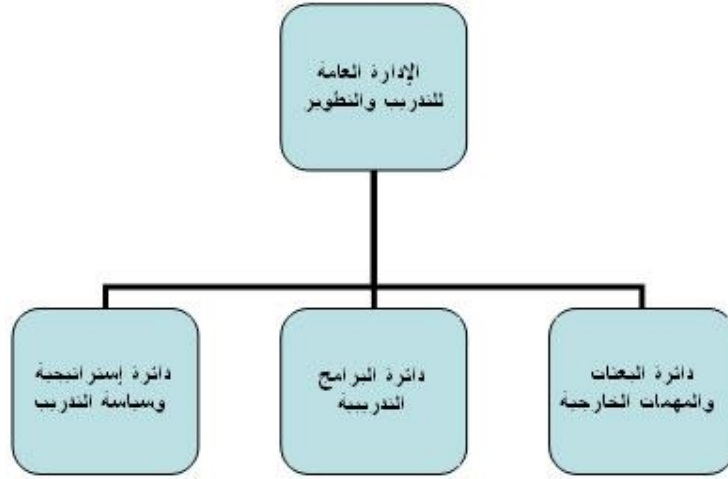 الإدارة العامة
للتدريب والتطوير
دائرة البعثات
والمهمات الخارجية
دائرة البرامج
التدريبية
دائرة إستراتيجية
وسياسة التدريب